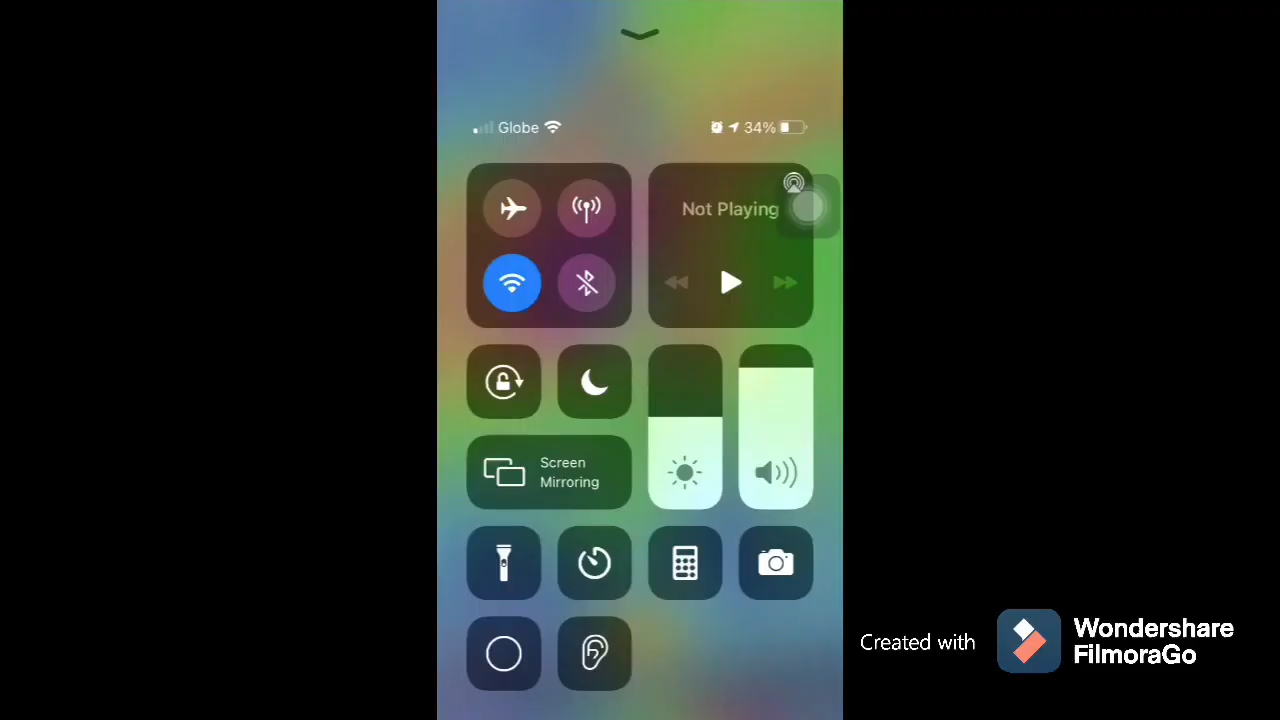 Globe
34%
Not Playing
Screen
Mirroring
Created with
Wondershare
FilmoraGo